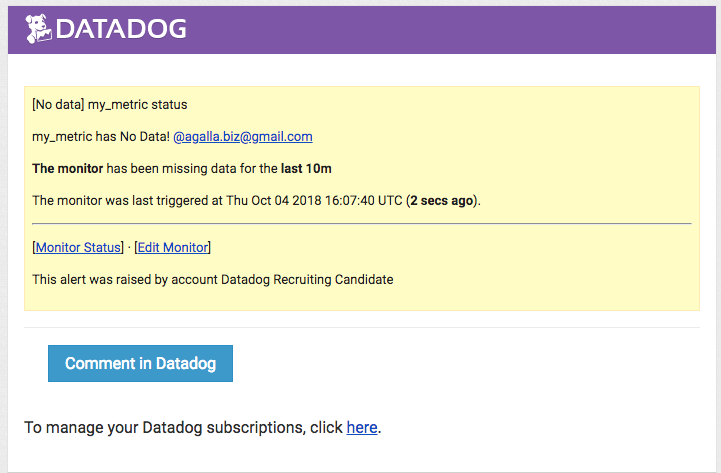 DATADOG
[No data] my_metric status
my_metric has No Data! @agalla.biz@gmail.com
The monitor has been missing data for the last 10m
The monitor was last triggered at Thu Oct 04 2018 16:07:40 UTC (2 secs ago).
[Monitor Status] · [Edit Monitor]
This alert was raised by account Datadog Recruiting Candidate
Comment in Datadog
To manage your Datadog subscriptions, click here.